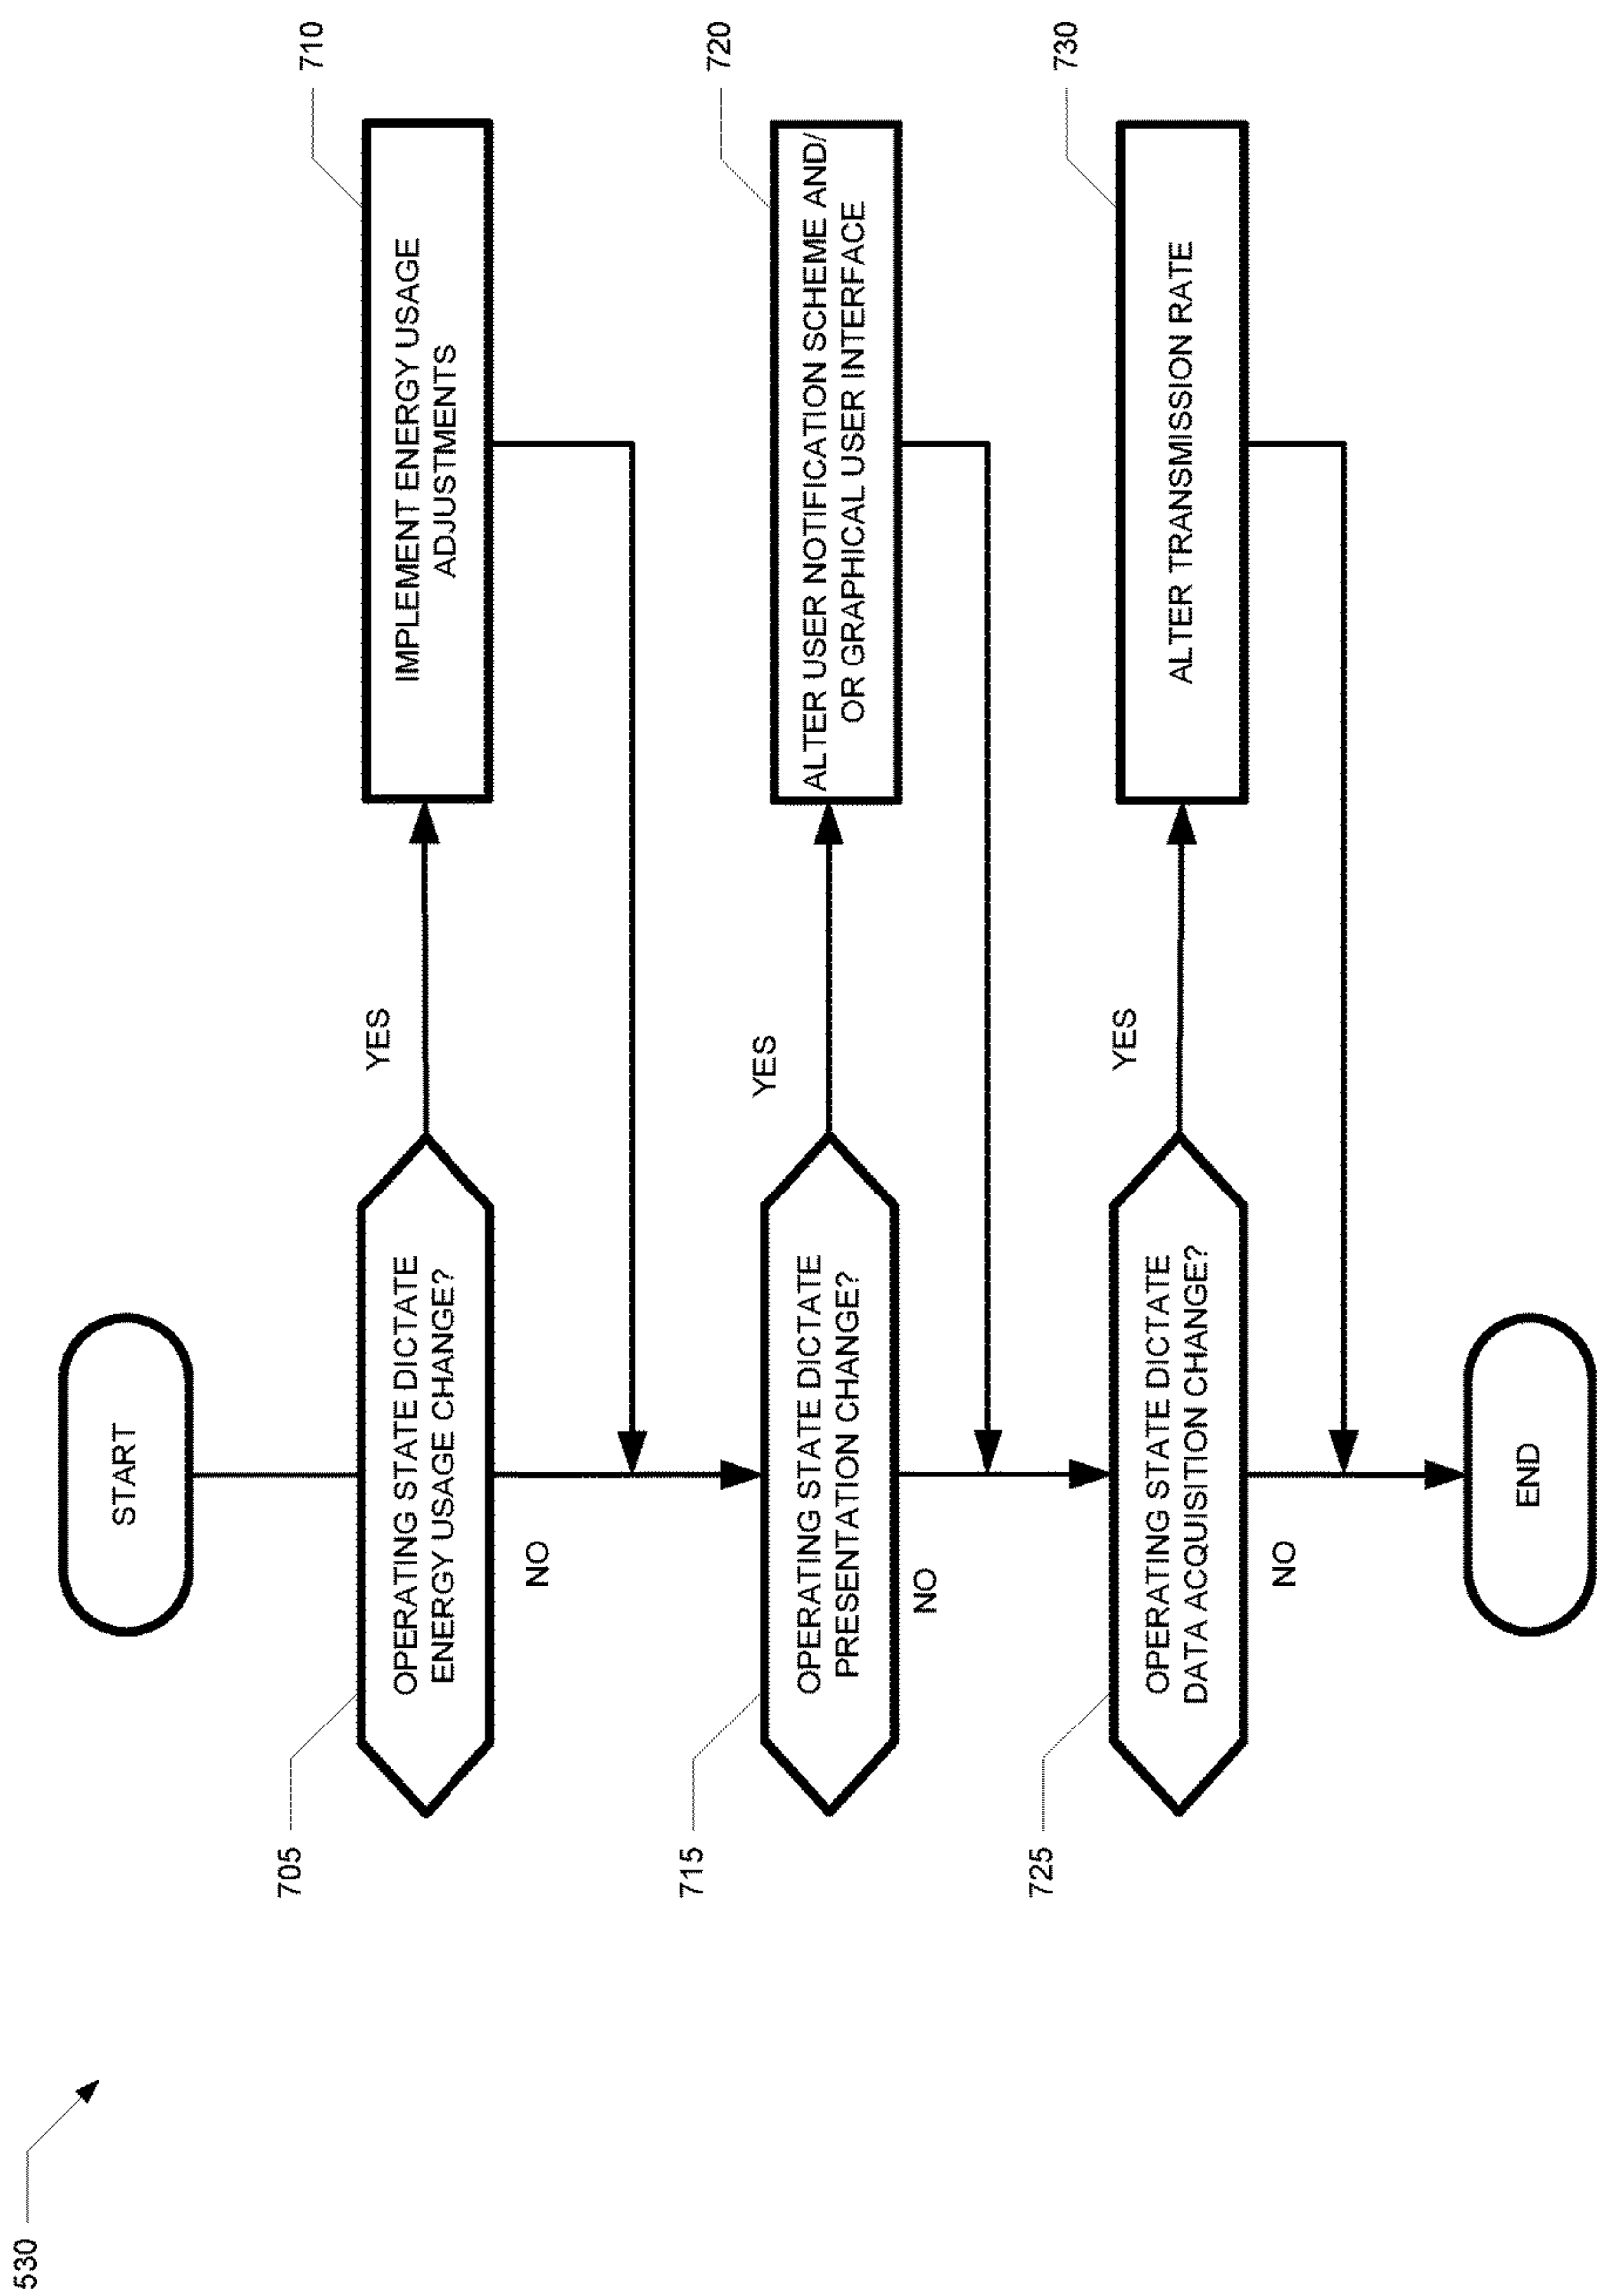 530
START
705
OPERATING STATE DICTATE
ENERGY USAGE CHANGE?
YES
710
IMPLEMENT ENERGY USAGE
ADJUSTMENTS
NO
715
OPERATING STATE DICTATE
PRESENTATION CHANGE?
YES
720
ALTER USER NOTIFICATION SCHEME AND/
OR GRAPHICAL USER INTERFACE
NO
725
OPERATING STATE DICTATE
DATA ACQUISITION CHANGE?
YES
730
ALTER TRANSMISSION RATE
NO
END